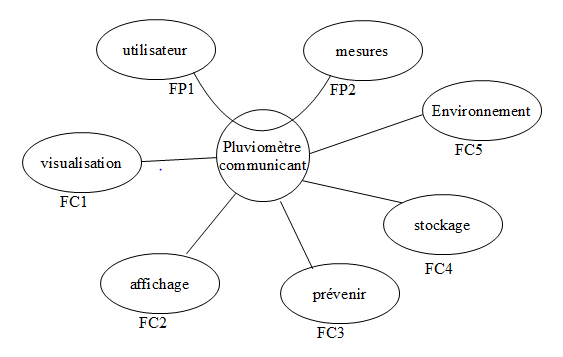 utilisateur
mesures
FP1
FP2
Environnement
FC5
Pluviomètre
communicant
visualisation
FC1
stockage
FC4
affichage
FC2
prévenir
FC3